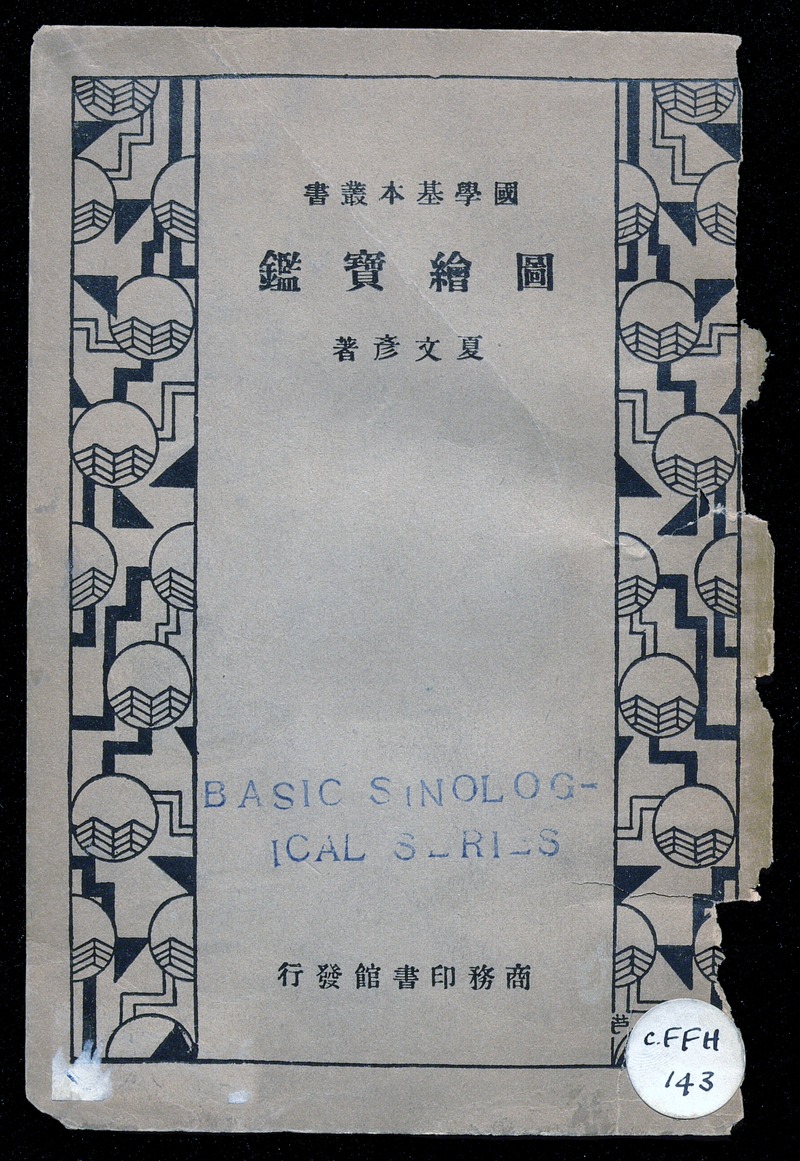 國學基本叢書
圖繪寶鑑
夏文彥著
BASIC SINOLOG-
ICAL SERIES
商務印書館發行
C.FFH
143